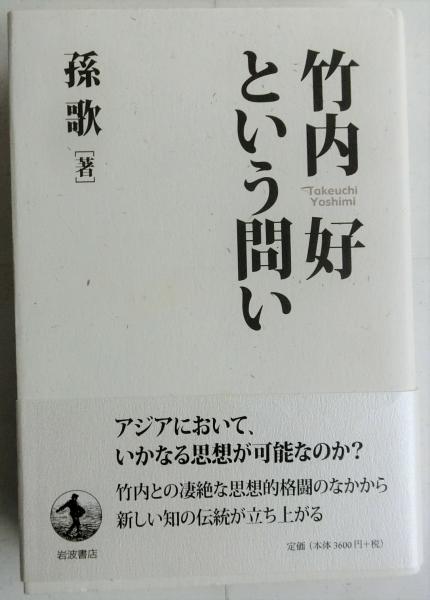 竹内 好
Takeuchi
Yoshimi
という問い
孫歌[著]
アジアにおいて、
いかなる思想が可能なのか?
竹内との凄絶な思想的格闘のなかから
新しい知の伝統が立ち上がる
岩波書店
定価(本体3600円+税)